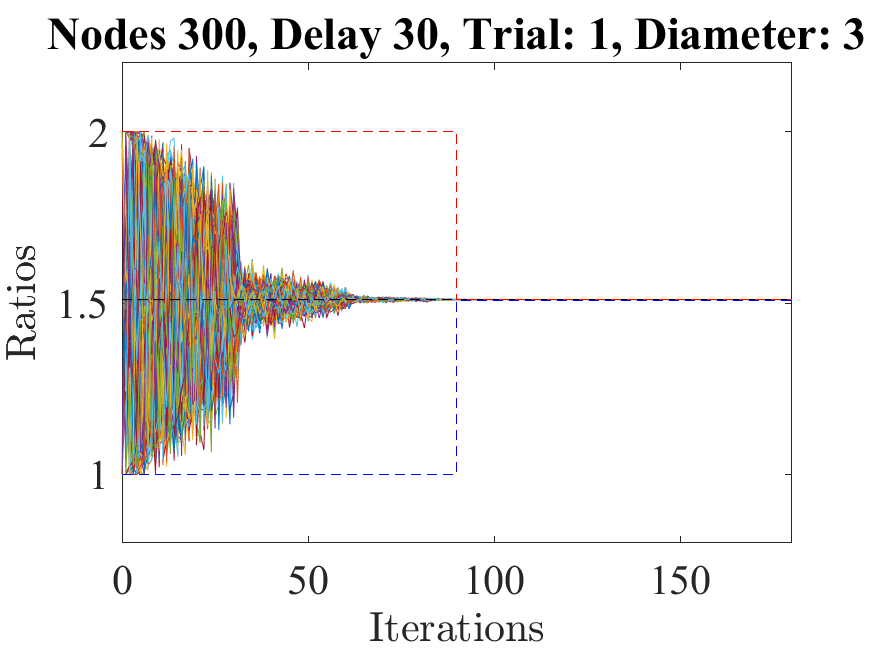 Nodes 300, Delay 30, Trial: 1, Diameter: 3
2
1.5
1
Ratios
0 50 100 150
Iterations